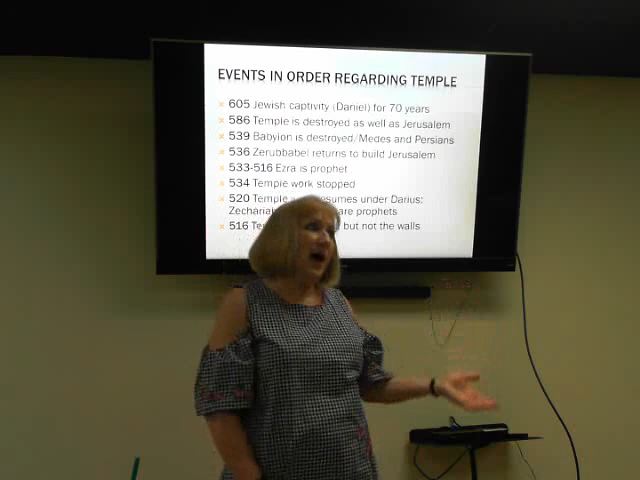 EVENTS IN ORDER REGARDING TEMPLE
605 Jewish captivity (Daniel) for 70 years
586 Temple is destroyed as well as Jerusalem
539 Babylon is destroyed/Medes and Persians
536 Zerubbabel returns to build Jerusalem
533-516 Ezra is prophet
534 Temple work stopped
520 Temple resumes under Darius;
Zechariah are prophets
516 but not the walls